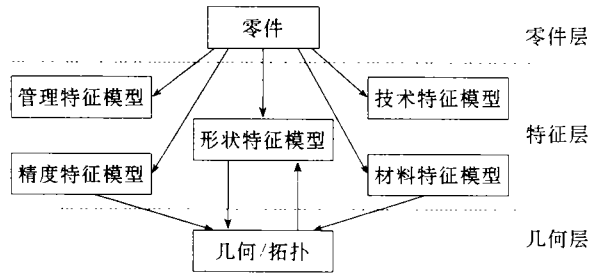 零件
零件层
管理特征模型
技术特征模型
形状特征模型
特征层
精度特征模型
材料特征模型
几何/拓扑
几何层